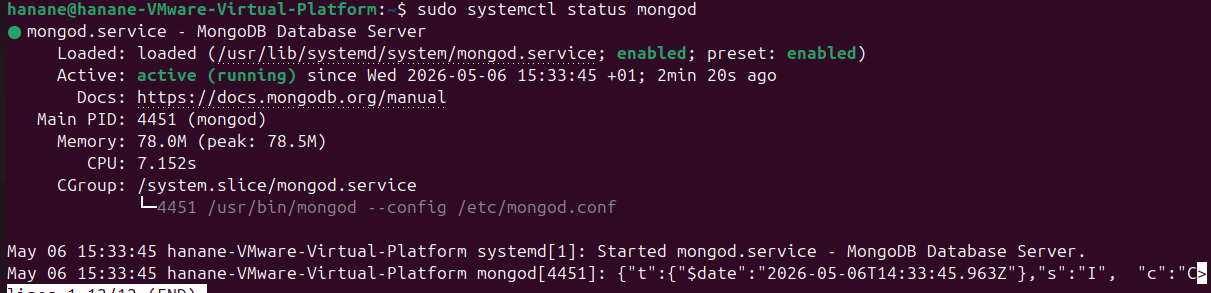 hanane@hanane-VMware-Virtual-Platform:~$ sudo systemctl status mongod
● mongod.service - MongoDB Database Server
Loaded: loaded (/usr/lib/systemd/system/mongod.service; enabled; preset: enabled)
Active: active (running) since Wed 2026-05-06 15:33:45 +01; 2min 20s ago
Docs: https://docs.mongodb.org/manual
Main PID: 4451 (mongod)
Memory: 78.0M (peak: 78.5M)
CPU: 7.152s
CGroup: /system.slice/mongod.service
└─4451 /usr/bin/mongod --config /etc/mongod.conf
May 06 15:33:45 hanane-VMware-Virtual-Platform systemd[1]: Started mongod.service - MongoDB Database Server.
May 06 15:33:45 hanane-VMware-Virtual-Platform mongod[4451]: {"t":{"$date":"2026-05-06T14:33:45.963Z"},"s":"I", "c":"C>
lines 1-13/13 (END)